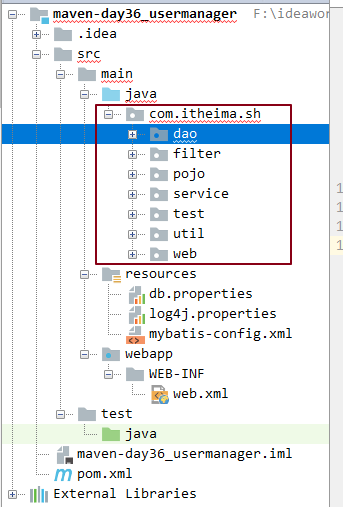 maven-day36_usermanager F:\ideawor
.idea
src
main
java
com.itheima.sh
dao
filter
pojo
service
test
util
web
resources
db.properties
log4j.properties
mybatis-config.xml
webapp
WEB-INF
web.xml
test
java
maven-day36_usermanager.iml
pom.xml
External Libraries
1
1
1
1